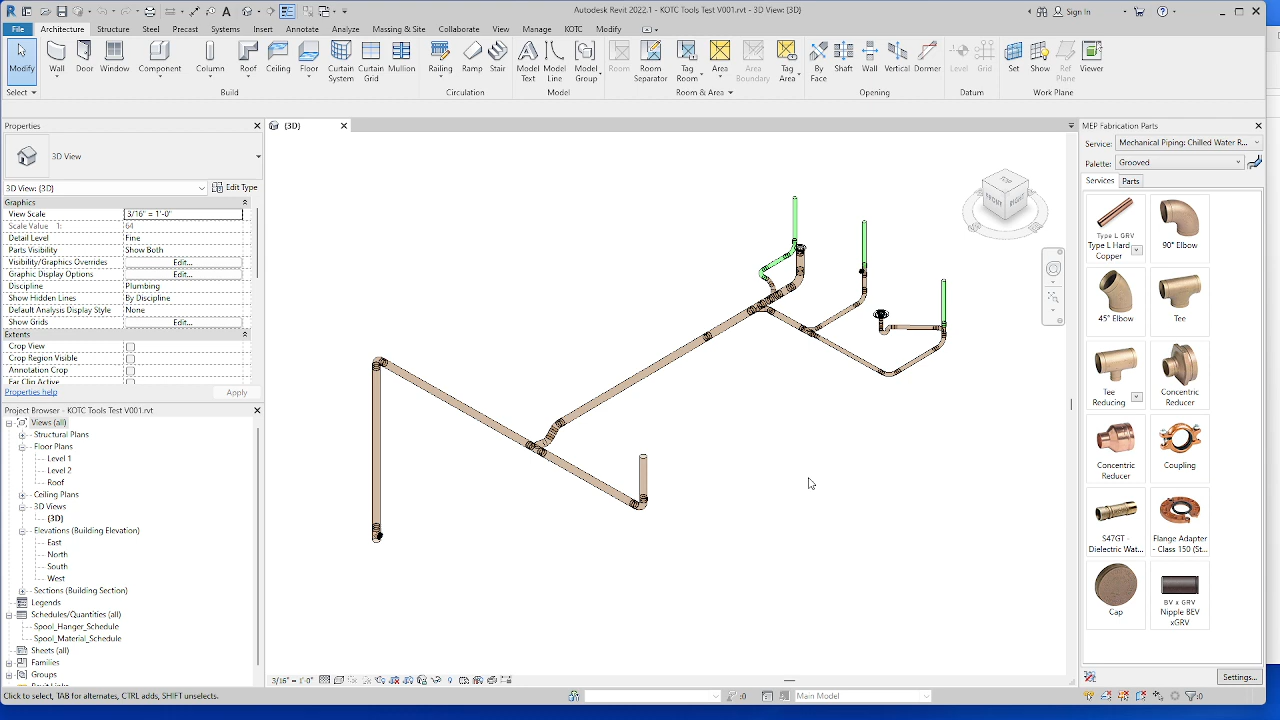 Autodesk Revit 2022.1 - KOTC Tools Test V001.rvt - 3D View: {3D}
Sign In
File Architecture Structure Steel Precast Systems Insert Annotate Analyze Massing & Site Collaborate View Manage KOTC Modify
Modify
Wall Door Window Component Column Roof Ceiling Floor Curtain System Curtain Grid Mullion
Railing Ramp Stair
Model Text Model Line Model Group
Room Room Separator Tag Room Area Area Boundary Tag Area
By Face Shaft Wall Vertical Dormer
Level Grid
Set Show Ref Plane Viewer
Select Build Circulation Model Room & Area Opening Datum Work Plane
Properties
3D View
3D View: {3D} Edit Type
Graphics
View Scale 3/16" = 1'-0"
Scale Value 1: 64
Detail Level Fine
Parts Visibility Show Both
Visibility/Graphics Overrides Edit...
Graphic Display Options Edit...
Discipline Plumbing
Show Hidden Lines By Discipline
Default Analysis Display Style None
Show Grids Edit...
Extents
Crop View
Crop Region Visible
Annotation Crop
Far Clip Active
Properties help Apply
Project Browser - KOTC Tools Test V001.rvt
Views (all)
Structural Plans
Floor Plans
Level 1
Level 2
Roof
Ceiling Plans
3D Views
{3D}
Elevations (Building Elevation)
East
North
South
West
Sections (Building Section)
Legends
Schedules/Quantities (all)
Spool_Hanger_Schedule
Spool_Material_Schedule
Sheets (all)
Families
Groups
{3D}
TOP
FRONT RIGHT
3/16" = 1'-0"
MEP Fabrication Parts
Service: Mechanical Piping: Chilled Water R...
Palette: Grooved
Services Parts
Type L GRV
Type L Hard Copper
90° Elbow
45° Elbow
Tee
Tee Reducing
Concentric Reducer
Concentric Reducer
Coupling
S47GT - Dielectric Wat...
Flange Adapter - Class 150 (St...
Cap
BV x GRV
Nipple BEV xGRV
Settings...
Click to select, TAB for alternates, CTRL adds, SHIFT unselects.
:0
Main Model
:0